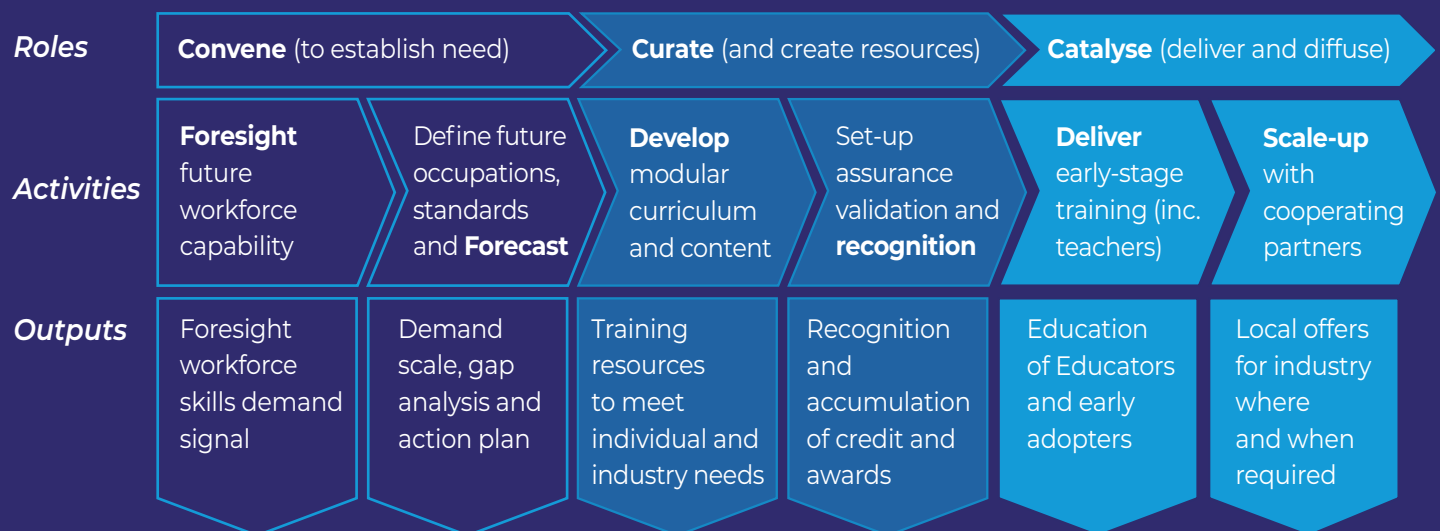 Roles
Convene (to establish need)
Curate (and create resources)
Catalyse (deliver and diffuse)
Activities
Foresight
future
workforce
capability
Define future
occupations,
standards
and Forecast
Develop
modular
curriculum
and content
Set-up
assurance
validation and
recognition
Deliver
early-stage
training (inc.
teachers)
Scale-up
with
cooperating
partners
Outputs
Foresight
workforce
skills demand
signal
Demand
scale, gap
analysis and
action plan
Training
resources
to meet
individual and
industry needs
Recognition
and
accumulation
of credit and
awards
Education
of Educators
and early
adopters
Local offers
for industry
where
and when
required